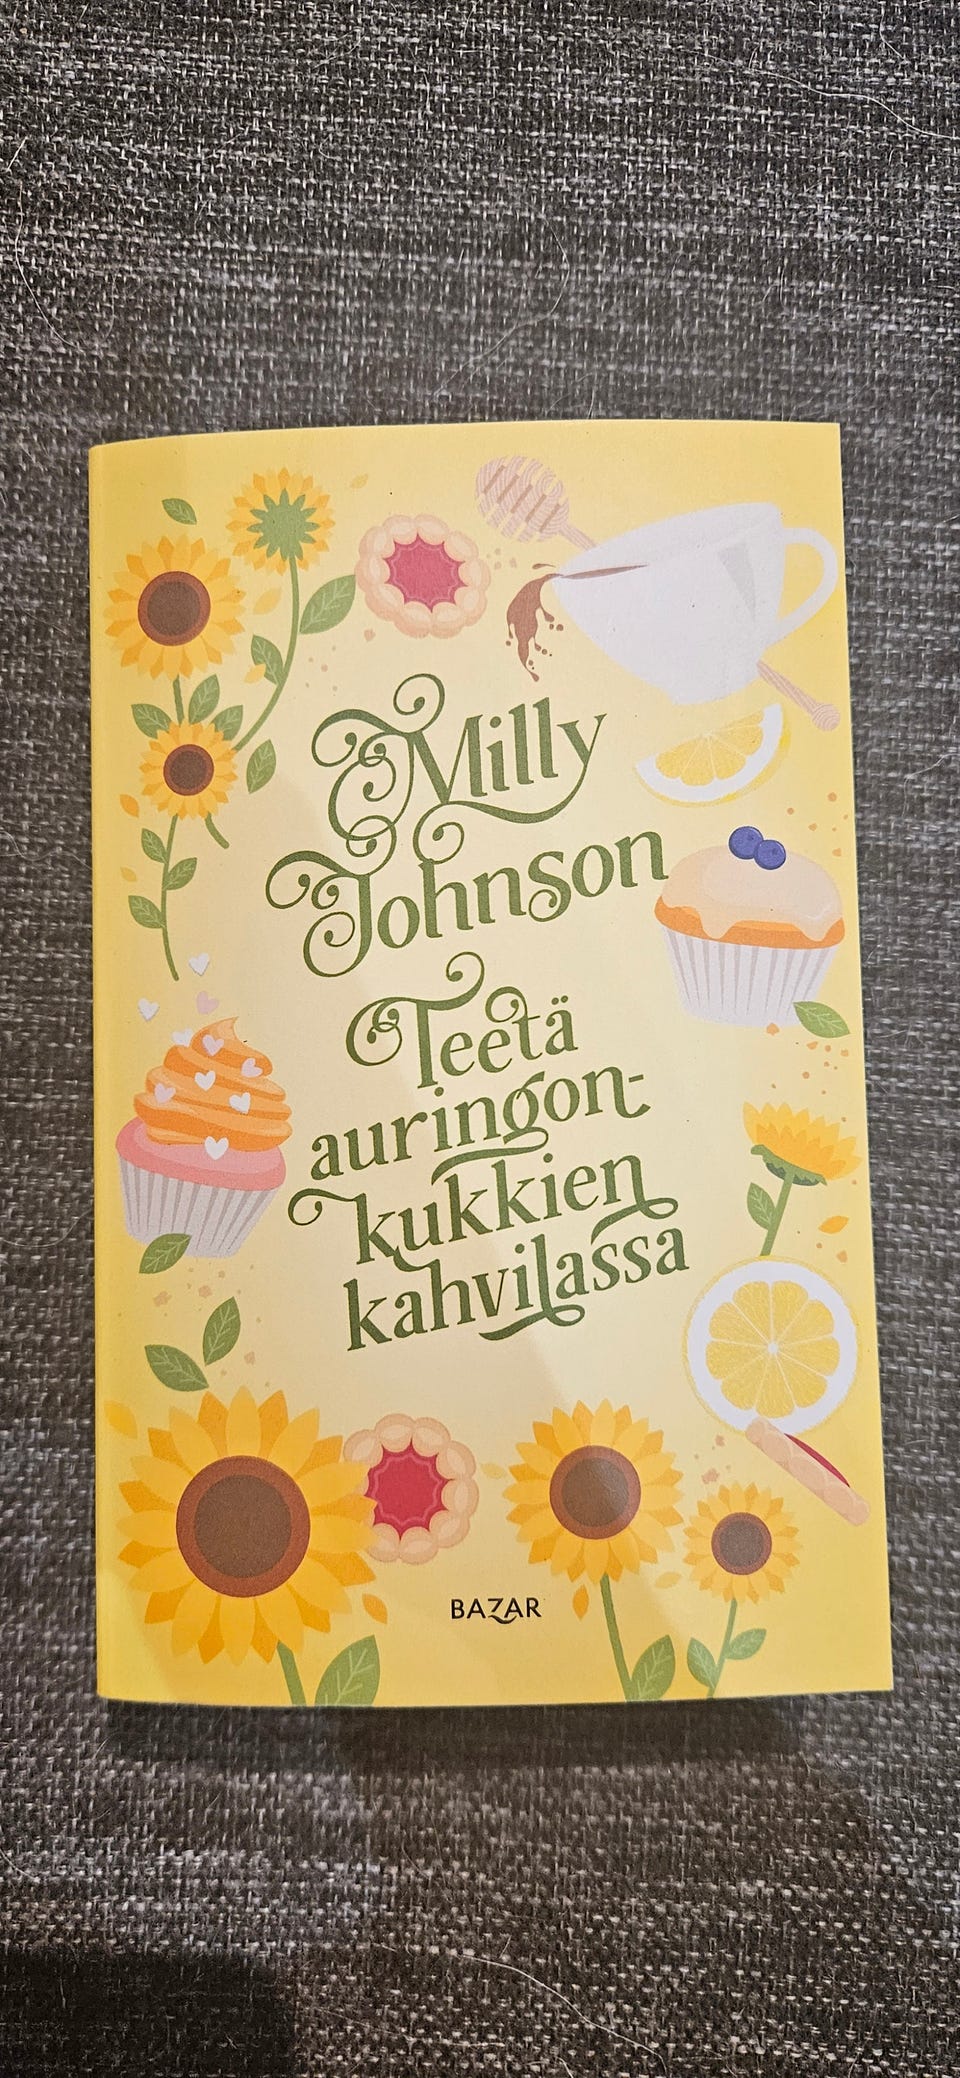 Milly
Johnson
Teetä
auringon-
kukkien
kahvilassa
BAZAR